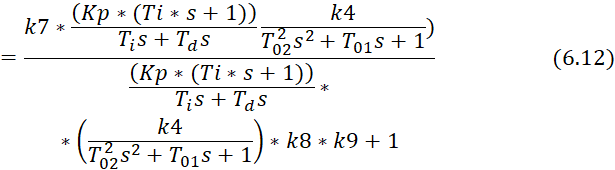 = k7 * (Kp * (Ti * s + 1)) / T_i s + T_d s k4 / T_02^2 s^2 + T_01 s + 1 )
(Kp * (Ti * s + 1)) / T_i s + T_d s * (6.12)
* ( k4 / T_02^2 s^2 + T_01 s + 1 ) * k8 * k9 + 1